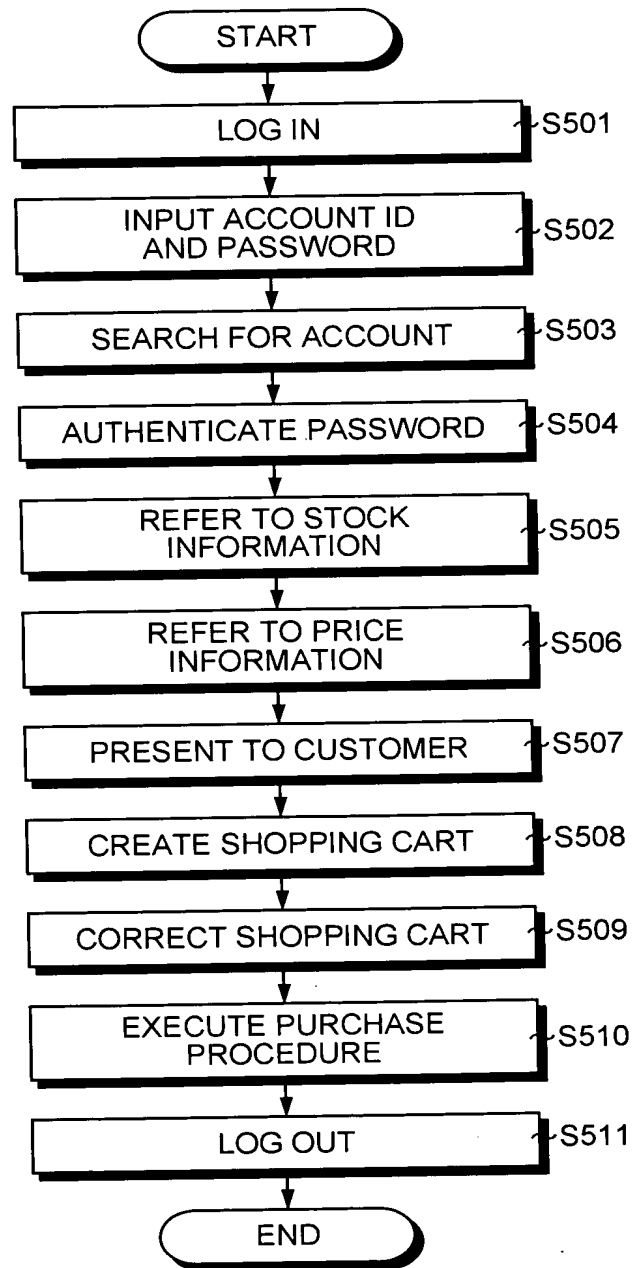 START
LOG IN
S501
INPUT ACCOUNT ID
AND PASSWORD
S502
SEARCH FOR ACCOUNT
S503
AUTHENTICATE PASSWORD
S504
REFER TO STOCK
INFORMATION
S505
REFER TO PRICE
INFORMATION
S506
PRESENT TO CUSTOMER
S507
CREATE SHOPPING CART
S508
CORRECT SHOPPING CART
S509
EXECUTE PURCHASE
PROCEDURE
S510
LOG OUT
S511
END